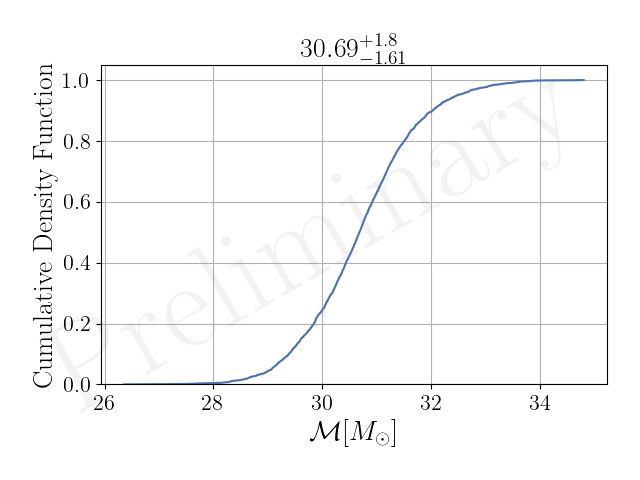 30.69^{+1.8}_{-1.61}
1.0
0.8
0.6
0.4
0.2
0.0
Cumulative Density Function
Preliminary
26 28 30 32 34
ℳ[M_⊙]